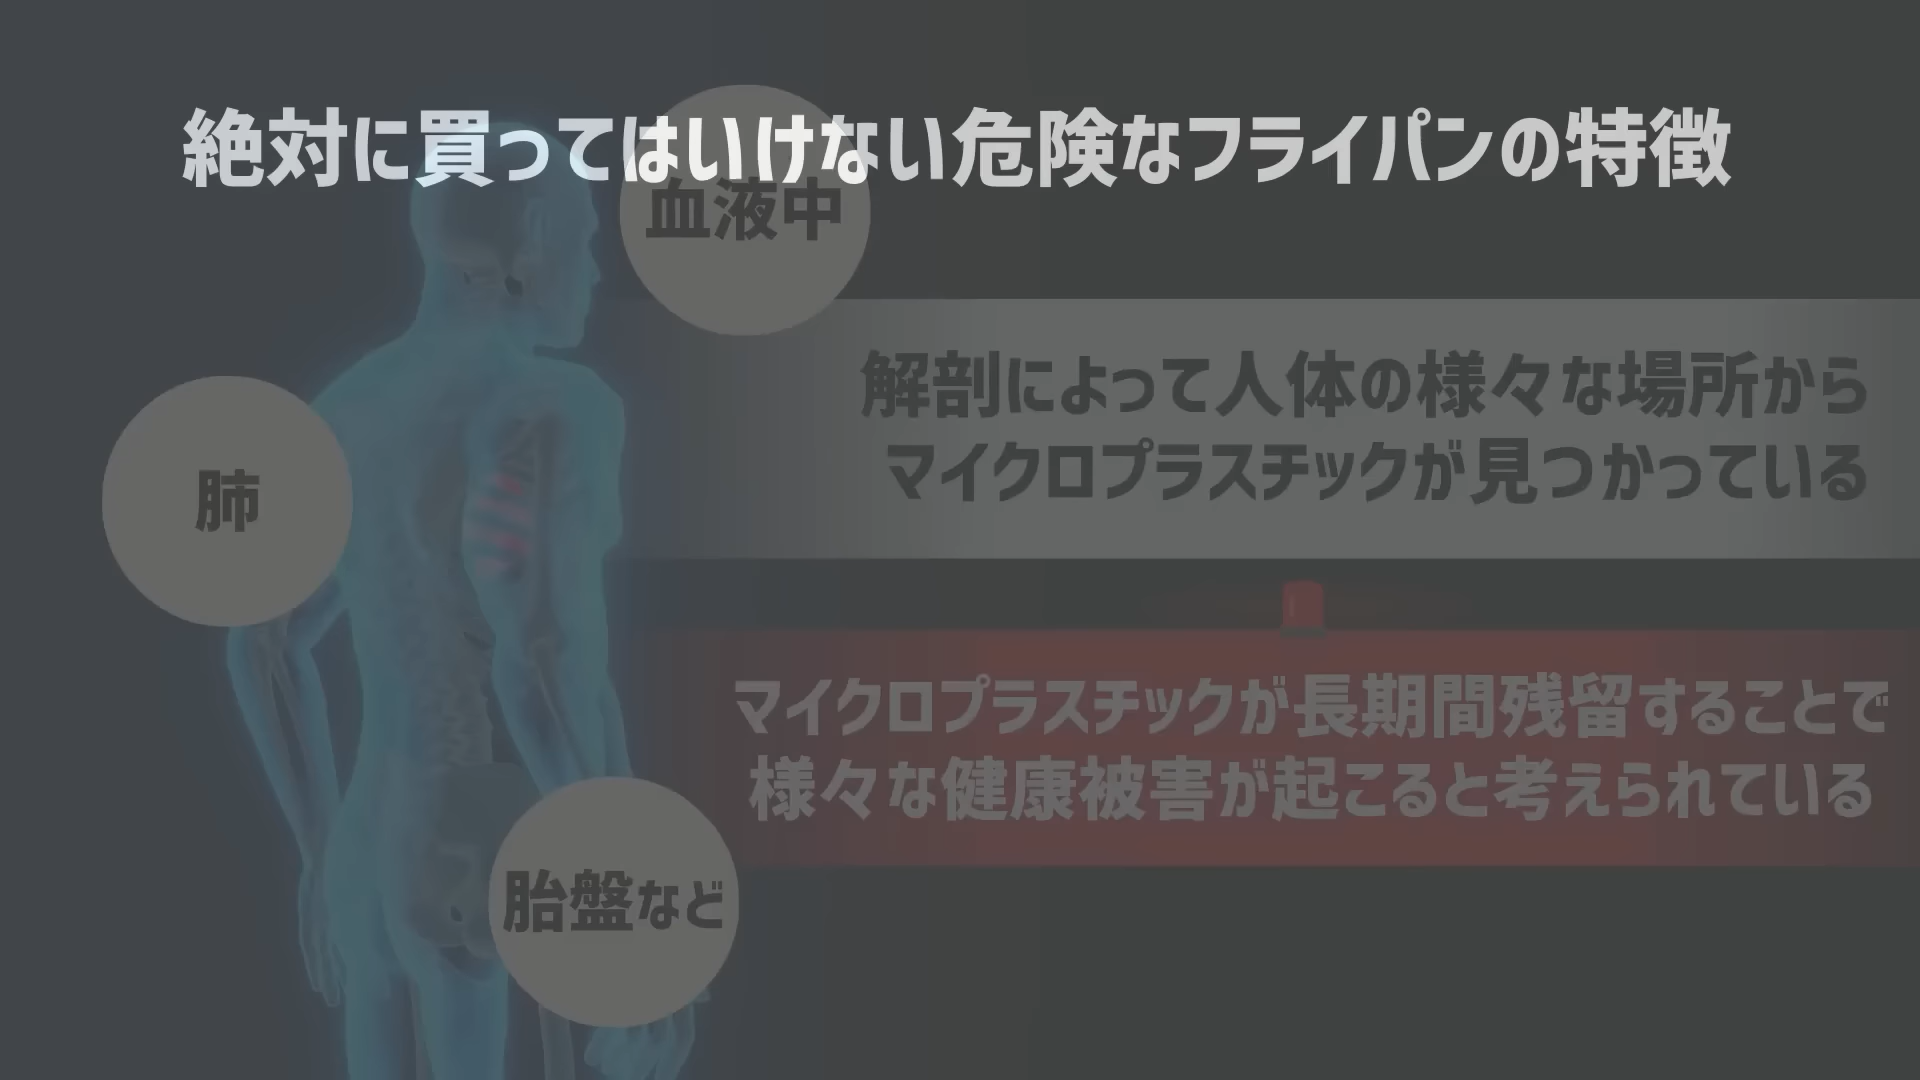 絶対に買ってはいけない危険なフライパンの特徴
血液中
解剖によって人体の様々な場所から
マイクロプラスチックが見つかっている
肺
マイクロプラスチックが長期間残留することで
様々な健康被害が起こると考えられている
胎盤など